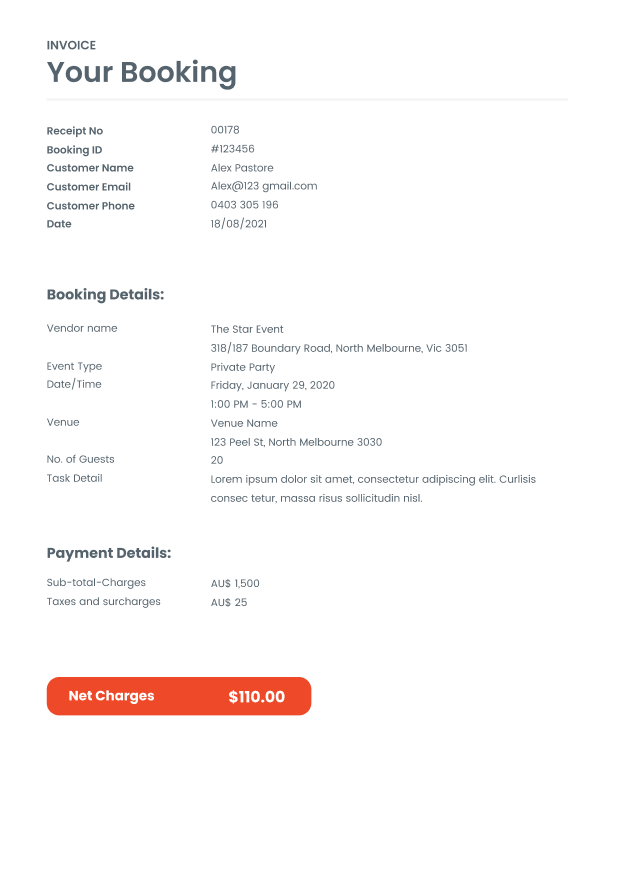 INVOICE
Your Booking
Receipt No 00178
Booking ID #123456
Customer Name Alex Pastore
Customer Email Alex@123 gmail.com
Customer Phone 0403 305 196
Date 18/08/2021
Booking Details:
Vendor name The Star Event
318/187 Boundary Road, North Melbourne, Vic 3051
Event Type Private Party
Date/Time Friday, January 29, 2020
1:00 PM - 5:00 PM
Venue Venue Name
123 Peel St, North Melbourne 3030
No. of Guests 20
Task Detail Lorem ipsum dolor sit amet, consectetur adipiscing elit. Curlisis
consec tetur, massa risus sollicitudin nisl.
Payment Details:
Sub-total-Charges AU$ 1,500
Taxes and surcharges AU$ 25
Net Charges $110.00